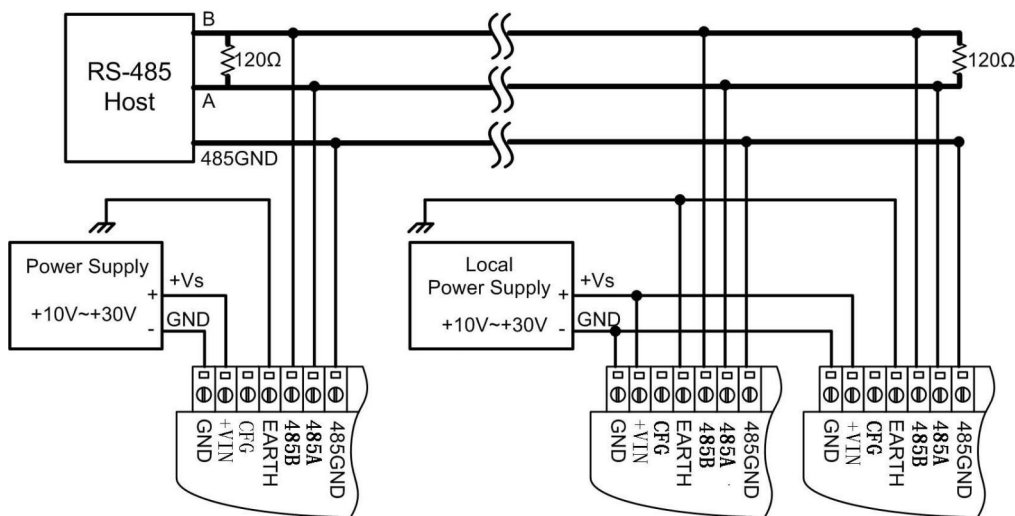 B
120Ω
120Ω
RS-485
Host
A
485GND
Power Supply
+10V~+30V
+
-
+Vs
GND
Local
Power Supply
+10V~+30V
+
-
+Vs
GND
GND
+VIN
CFG
EARTH
485B
485A
485GND
GND
+VIN
CFG
EARTH
485B
485A
485GND
GND
+VIN
CFG
EARTH
485B
485A
485GND